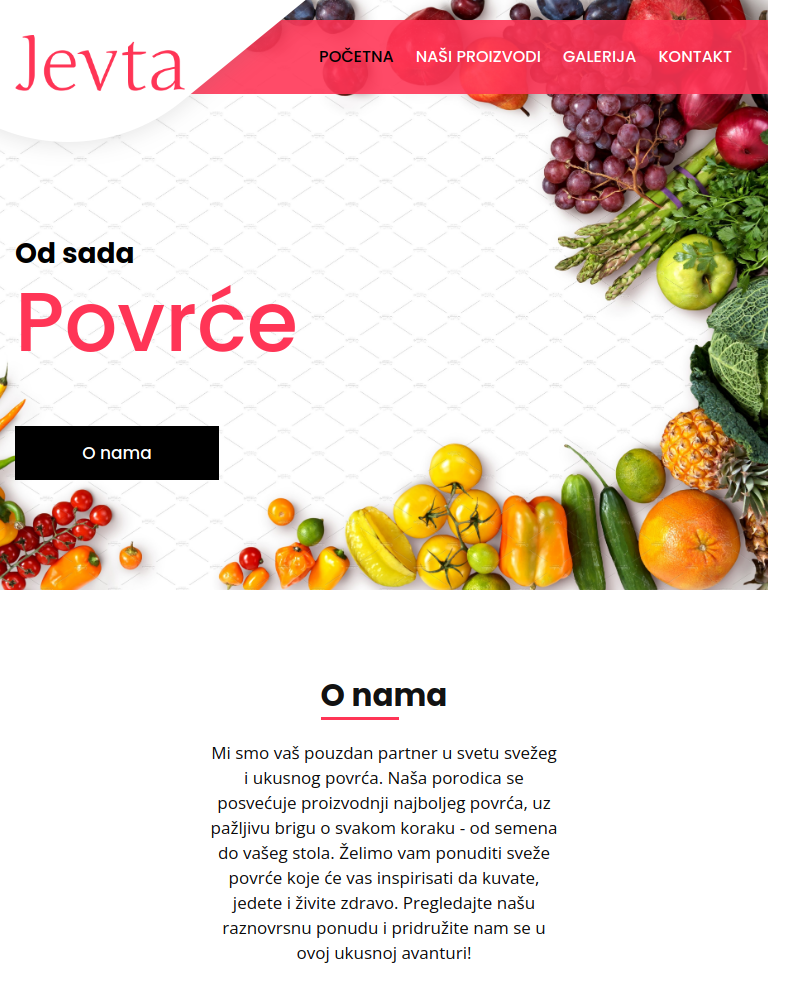 Jevta
POČETNA NAŠI PROIZVODI GALERIJA KONTAKT
Od sada
Povrće
O nama
O nama
Mi smo vaš pouzdan partner u svetu svežeg
i ukusnog povrća. Naša porodica se
posvećuje proizvodnji najboljeg povrća, uz
pažljivu brigu o svakom koraku - od semena
do vašeg stola. Želimo vam ponuditi sveže
povrće koje će vas inspirisati da kuvate,
jedete i živite zdravo. Pregledajte našu
raznovrsnu ponudu i pridružite nam se u
ovoj ukusnoj avanturi!